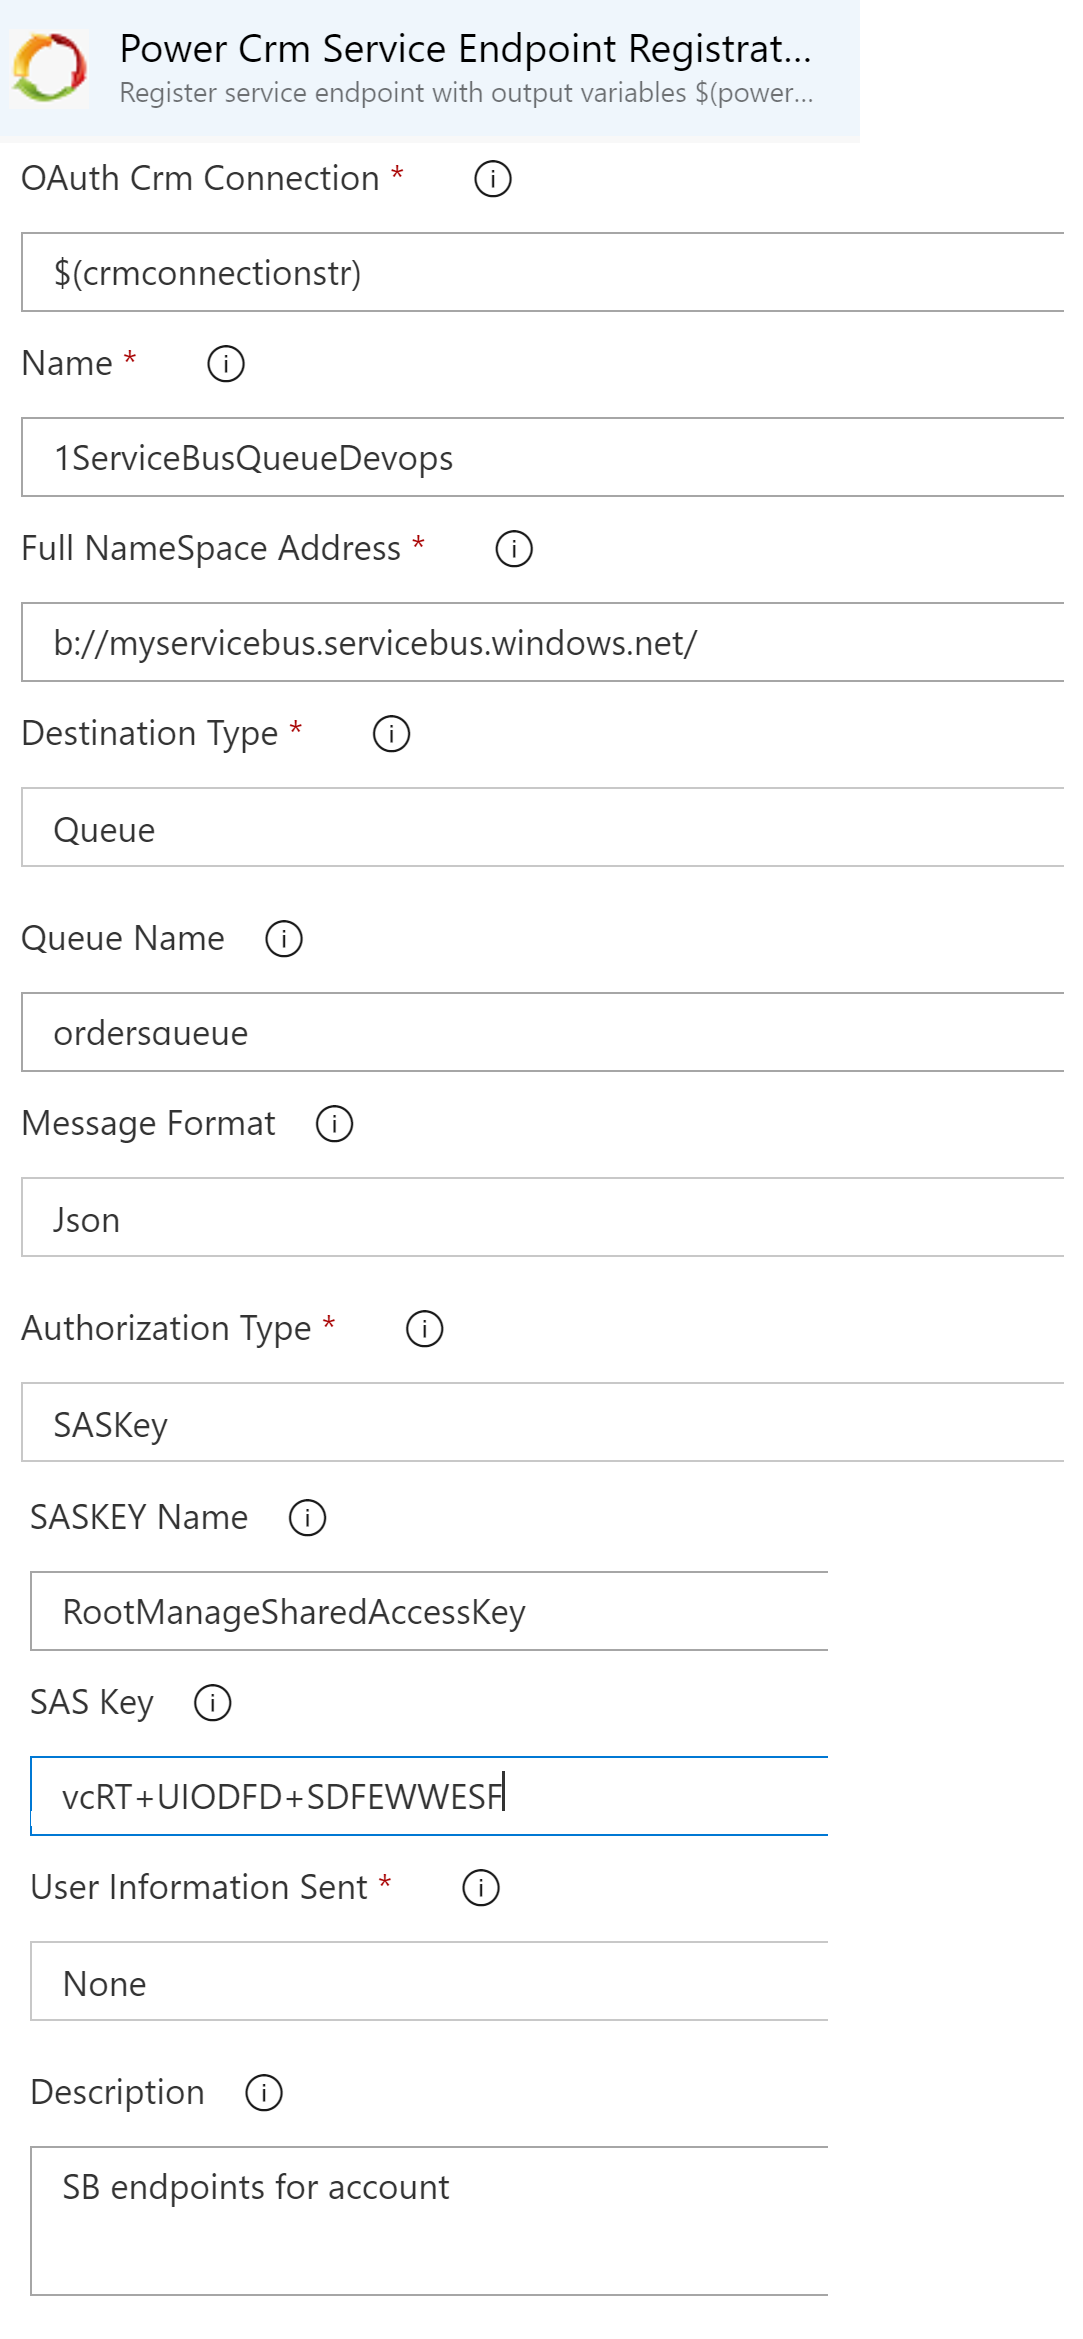 Power Crm Service Endpoint Registrat...
Register service endpoint with output variables $(power...
OAuth Crm Connection *
$(crmconnectionstr)
Name *
1ServiceBusQueueDevops
Full NameSpace Address *
b://myservicebus.servicebus.windows.net/
Destination Type *
Queue
Queue Name
ordersqueue
Message Format
Json
Authorization Type *
SASKey
SASKEY Name
RootManageSharedAccessKey
SAS Key
vcRT+UIODFD+SDFEWWESF
User Information Sent *
None
Description
SB endpoints for account